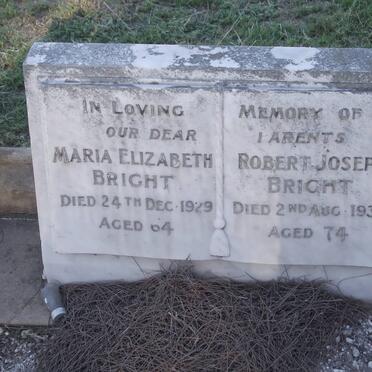 IN LOVING MEMORY OF
OUR DEAR PARENTS
MARIA ELIZABETH
BRIGHT
DIED 24TH DEC. 1929
AGED 64
ROBERT JOSEP
BRIGHT
DIED 2ND AUG. 193
AGED 74